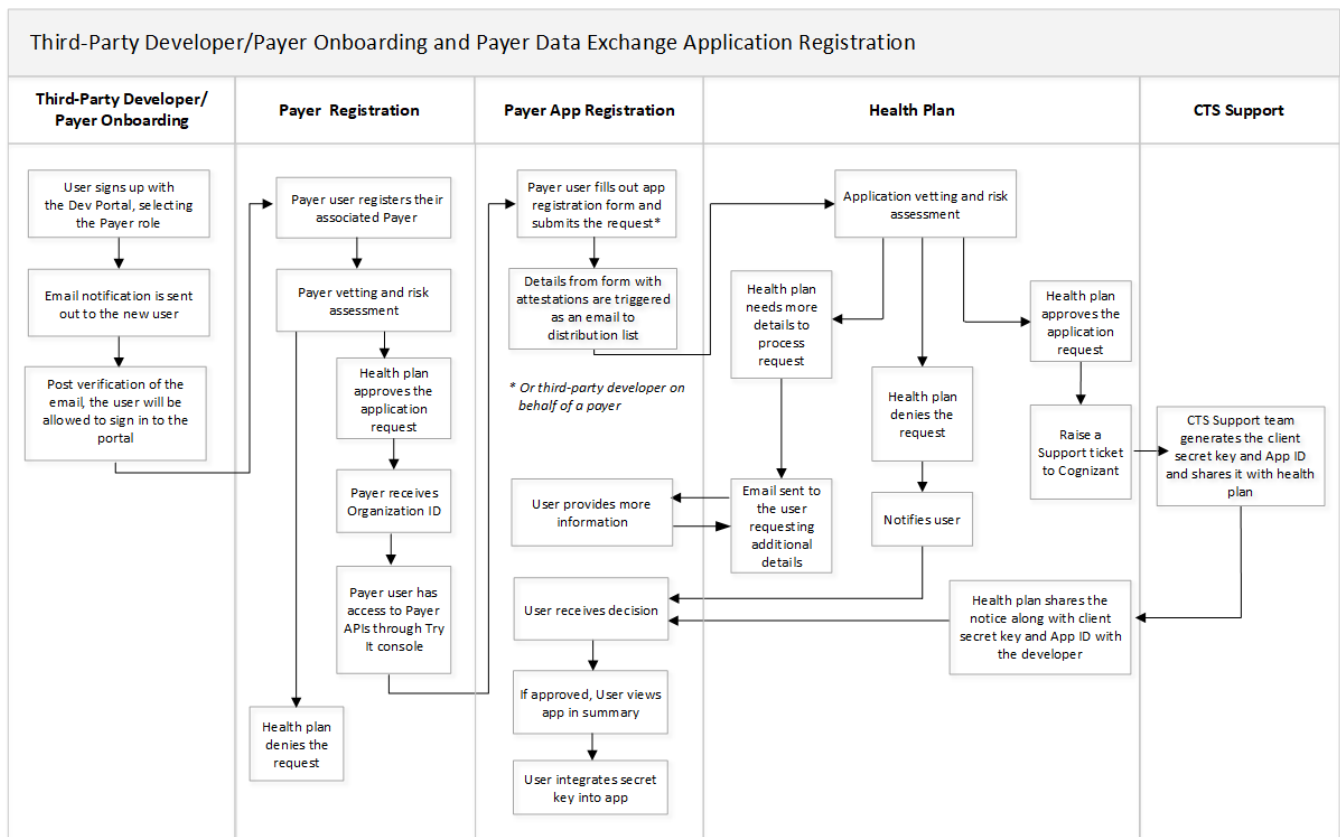 Third-Party Developer/Payer Onboarding and Payer Data Exchange Application Registration
Third-Party Developer/
Payer Onboarding
Payer Registration
Payer App Registration
Health Plan
CTS Support
User signs up with
the Dev Portal, selecting
the Payer role
Email notification is sent
out to the new user
Post verification of the
email, the user will be
allowed to sign in to the
portal
Payer user registers their
associated Payer
Payer vetting and risk
assessment
Health plan
approves the
application
request
Payer receives
Organization ID
Payer user has
access to Payer
APIs through Try
It console
Health plan
denies the
request
Payer user fills out app
registration form and
submits the request*
Details from form with
attestations are triggered
as an email to
distribution list
* Or third-party developer on
behalf of a payer
User provides more
information
User receives decision
If approved, User views
app in summary
User integrates secret
key into app
Application vetting and risk
assessment
Health plan
needs more
details to
process
request
Email sent to
the user
requesting
additional
details
Health plan
denies the
request
Notifies user
Health plan
approves the
application
request
Raise a
Support ticket
to Cognizant
Health plan shares the
notice along with client
secret key and App ID with
the developer
CTS Support team
generates the client
secret key and App ID
and shares it with health
plan